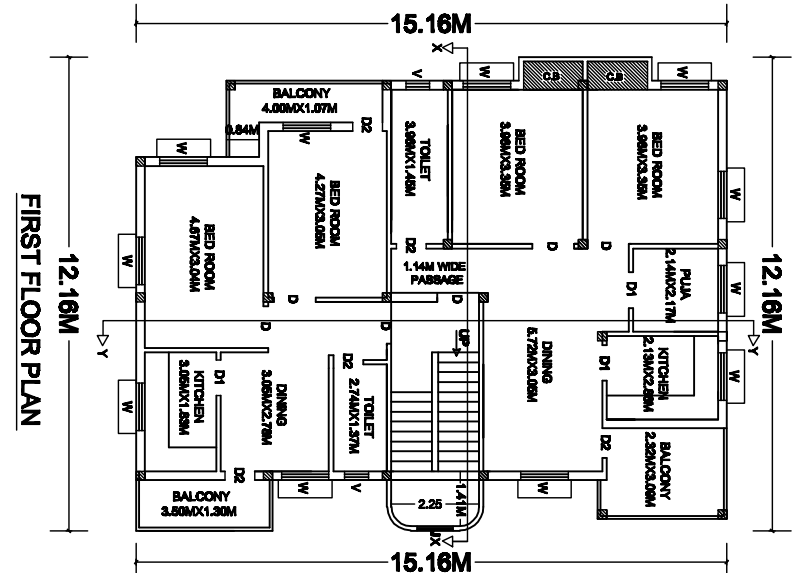 15.16M
X
W
C.B
C.B
W
V
BALCONY
4.00MX1.07M
D2
0.84M
W
W
TOILET
3.96MX1.45M
BED ROOM
3.96MX3.35M
BED ROOM
3.96MX3.35M
W
BED ROOM
4.27MX3.05M
BED ROOM
4.67MX3.04M
W
D2
D
D
1.14M WIDE
PASSAGE
PUJA
2.14MX2.17M
W
D1
D
D
D
12.16M
12.16M
FIRST FLOOR PLAN
Y
Y
D
D
UP
DINING
5.72MX3.05M
D1
KITCHEN
2.13MX2.88M
W
W
KITCHEN
3.05MX1.83M
D1
DINING
3.05MX2.78M
D2
TOILET
2.74MX1.37M
D2
BALCONY
2.32MX3.09M
D2
W
V
W
BALCONY
3.50MX1.30M
2.25
1.41M
X
15.16M